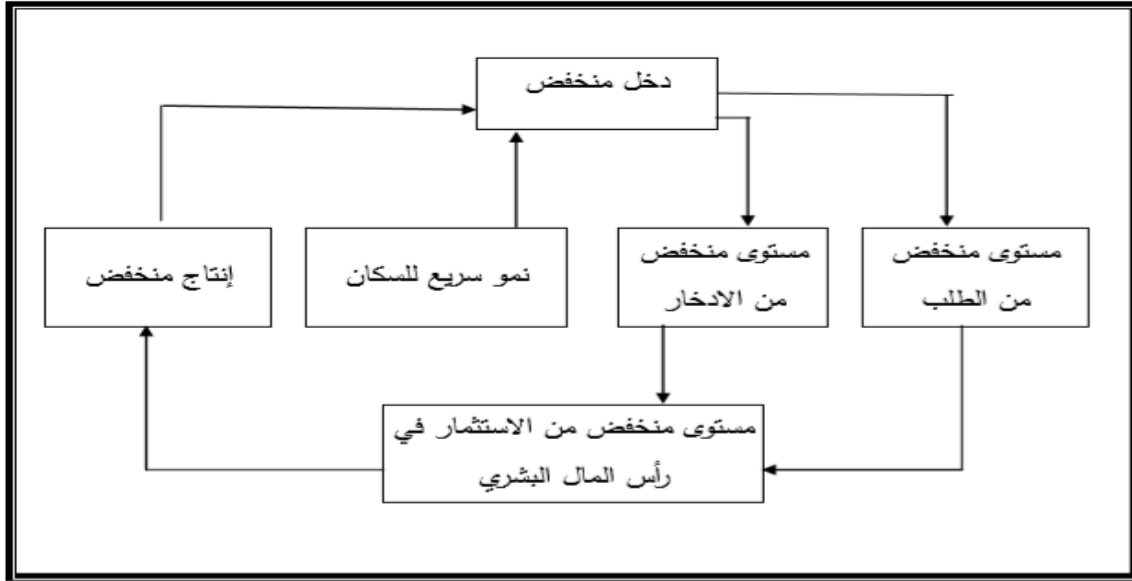 دخل منخفض
مستوى منخفض
من الطلب
مستوى منخفض
من الادخار
نمو سريع للسكان
إنتاج منخفض
مستوى منخفض من الاستثمار في
رأس المال البشري